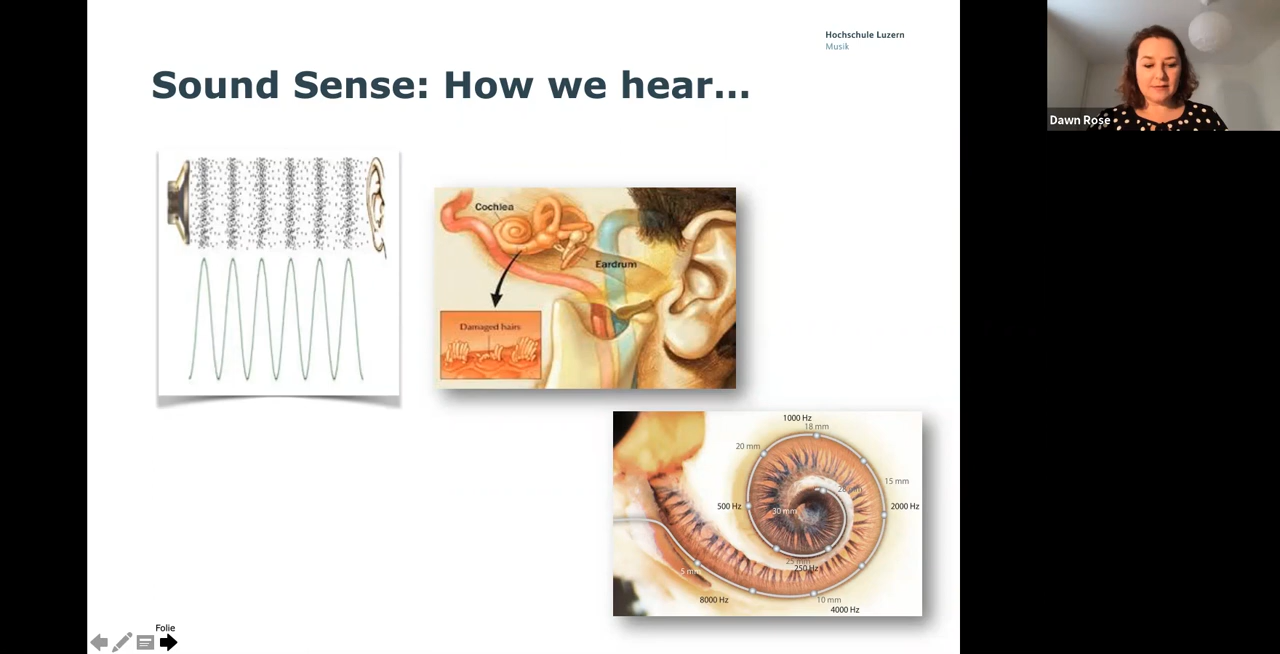 Hochschule Luzern
Musik
Sound Sense: How we hear...
Dawn Rose
Cochlea
Eardrum
Damaged hairs
1000 Hz
18 mm
20 mm
15 mm
500 Hz
30 mm
2000 Hz
250 Hz
5 mm
8000 Hz
10 mm
4000 Hz
Folie